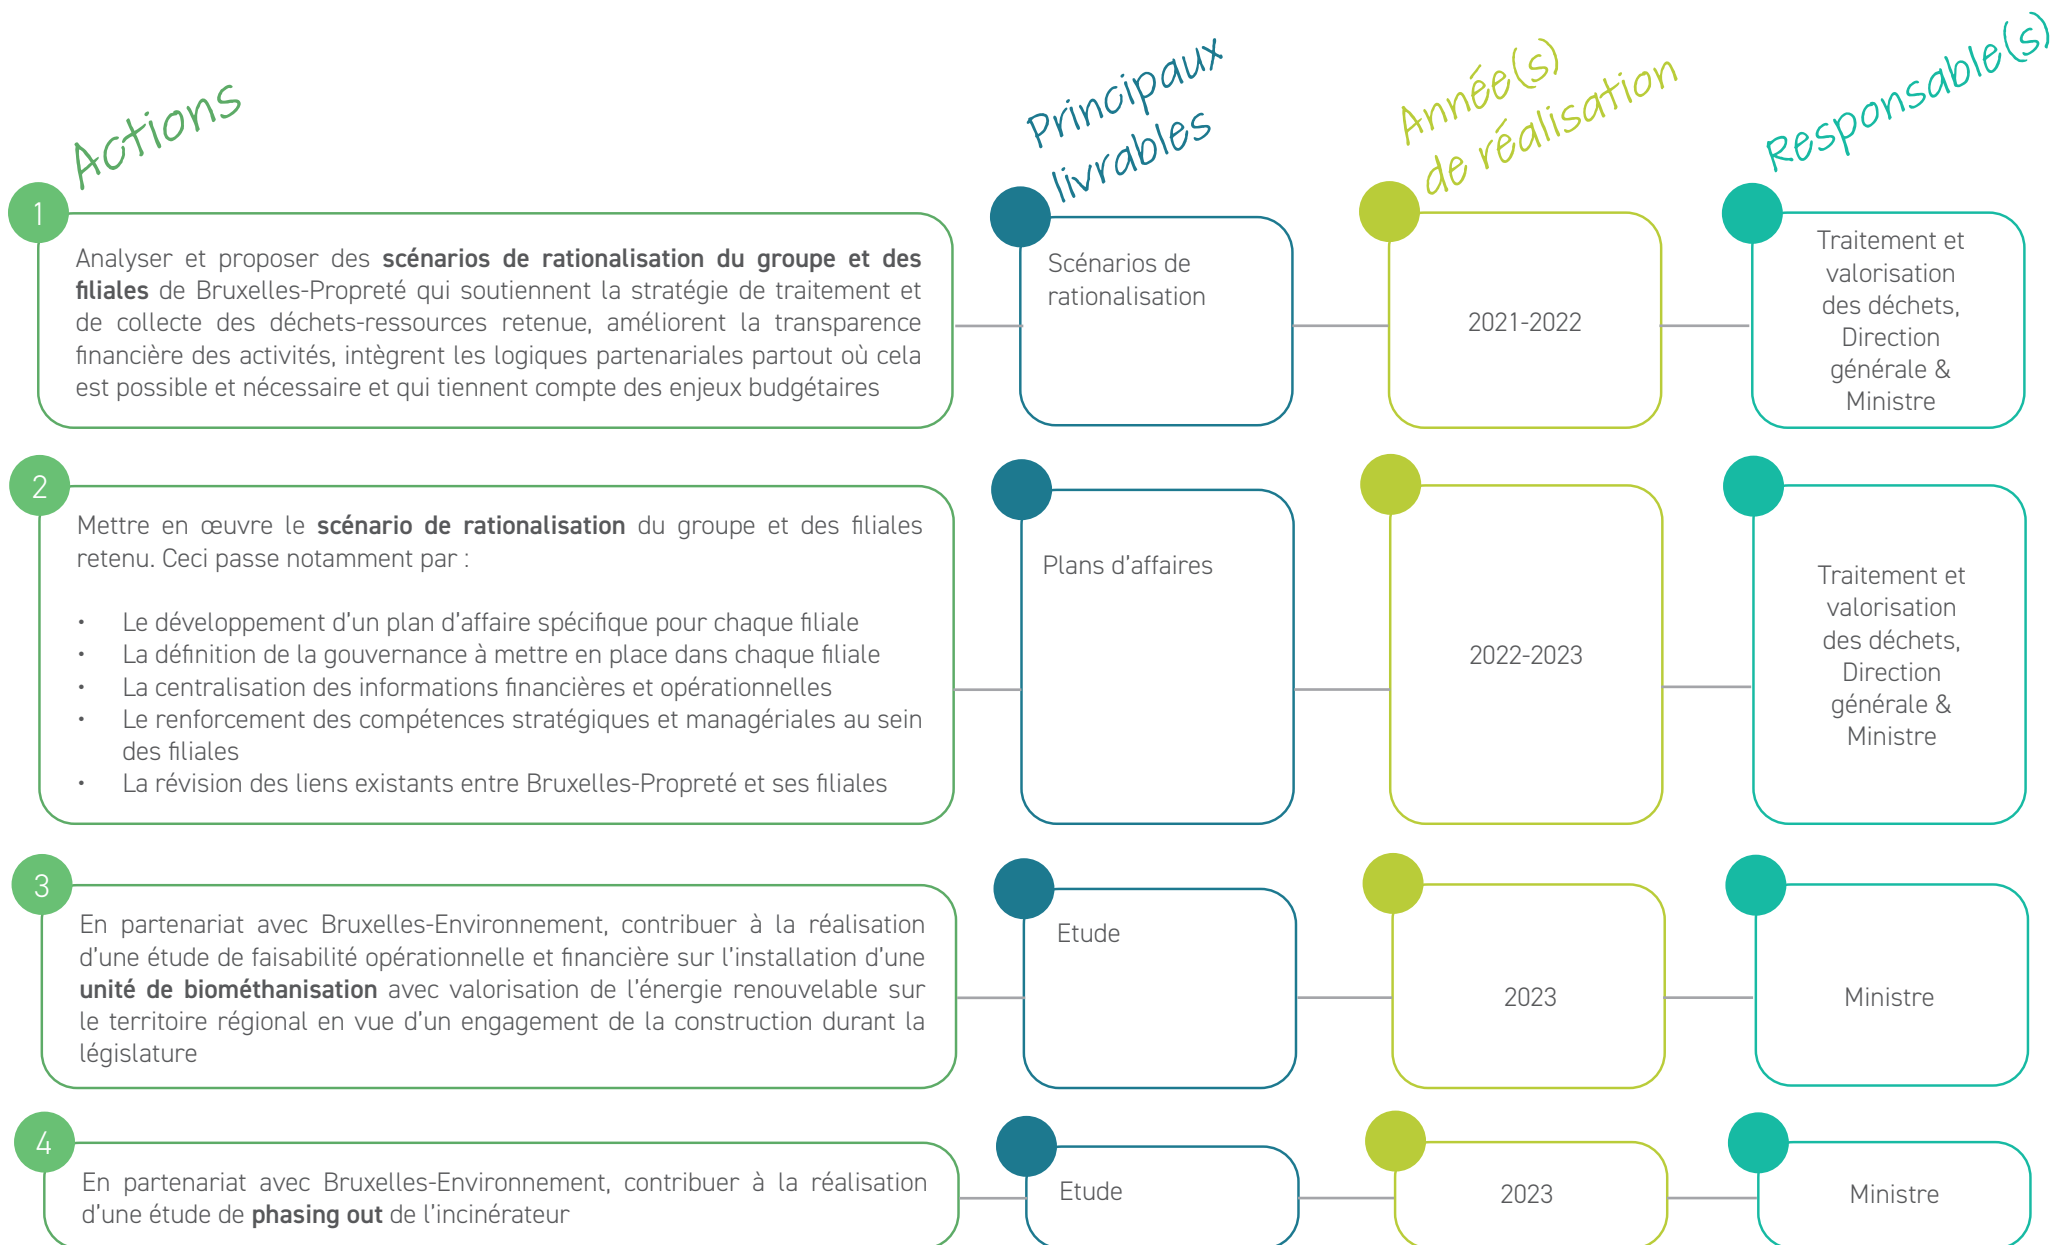 Actions
Principaux
livrables
Année(s)
de réalisation
Responsable(s)
1
Analyser et proposer des scénarios de rationalisation du groupe et des
filiales de Bruxelles-Propreté qui soutiennent la stratégie de traitement et
de collecte des déchets-ressources retenue, améliorent la transparence
financière des activités, intègrent les logiques partenariales partout où cela
est possible et nécessaire et qui tiennent compte des enjeux budgétaires
Scénarios de
rationalisation
2021-2022
Traitement et
valorisation
des déchets,
Direction
générale &
Ministre
2
Mettre en œuvre le scénario de rationalisation du groupe et des filiales
retenu. Ceci passe notamment par :
• Le développement d'un plan d'affaire spécifique pour chaque filiale
• La définition de la gouvernance à mettre en place dans chaque filiale
• La centralisation des informations financières et opérationnelles
• Le renforcement des compétences stratégiques et managériales au sein
des filiales
• La révision des liens existants entre Bruxelles-Propreté et ses filiales
Plans d'affaires
2022-2023
Traitement et
valorisation
des déchets,
Direction
générale &
Ministre
3
En partenariat avec Bruxelles-Environnement, contribuer à la réalisation
d'une étude de faisabilité opérationnelle et financière sur l'installation d'une
unité de biométhanisation avec valorisation de l'énergie renouvelable sur
le territoire régional en vue d'un engagement de la construction durant la
législature
Etude
2023
Ministre
4
En partenariat avec Bruxelles-Environnement, contribuer à la réalisation
d'une étude de phasing out de l'incinérateur
Etude
2023
Ministre